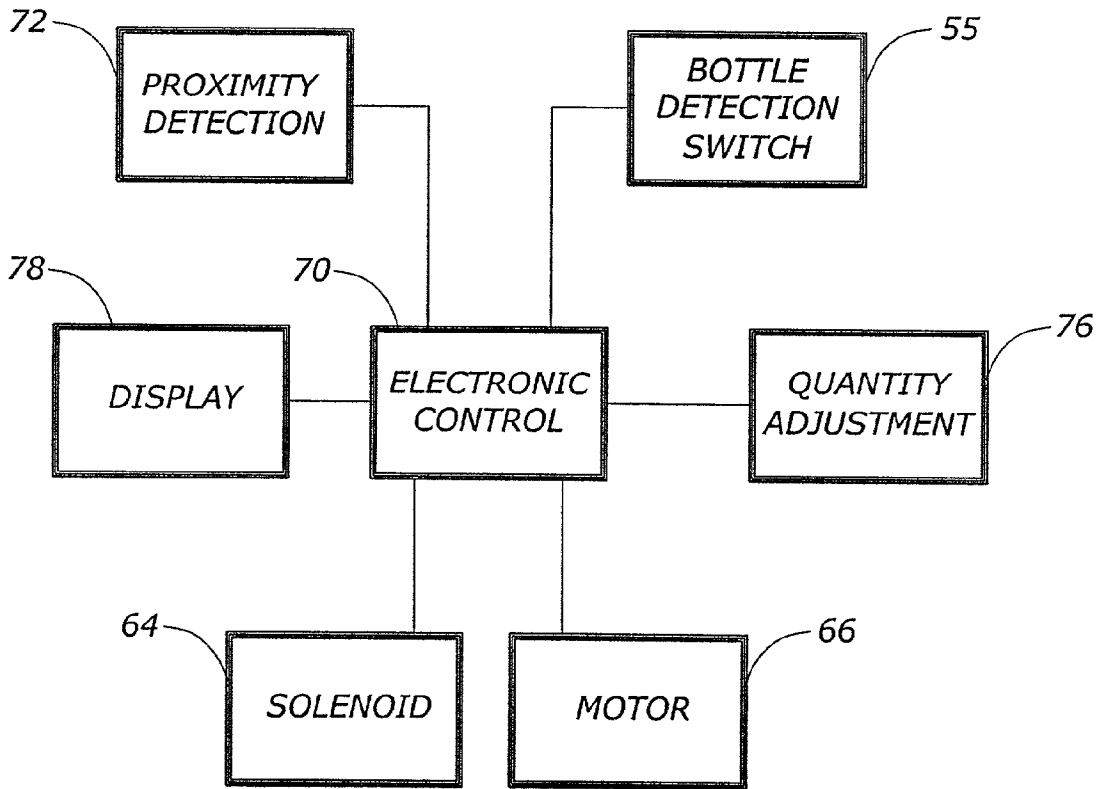 72
PROXIMITY
DETECTION
55
BOTTLE
DETECTION
SWITCH
78
DISPLAY
70
ELECTRONIC
CONTROL
76
QUANTITY
ADJUSTMENT
64
SOLENOID
66
MOTOR